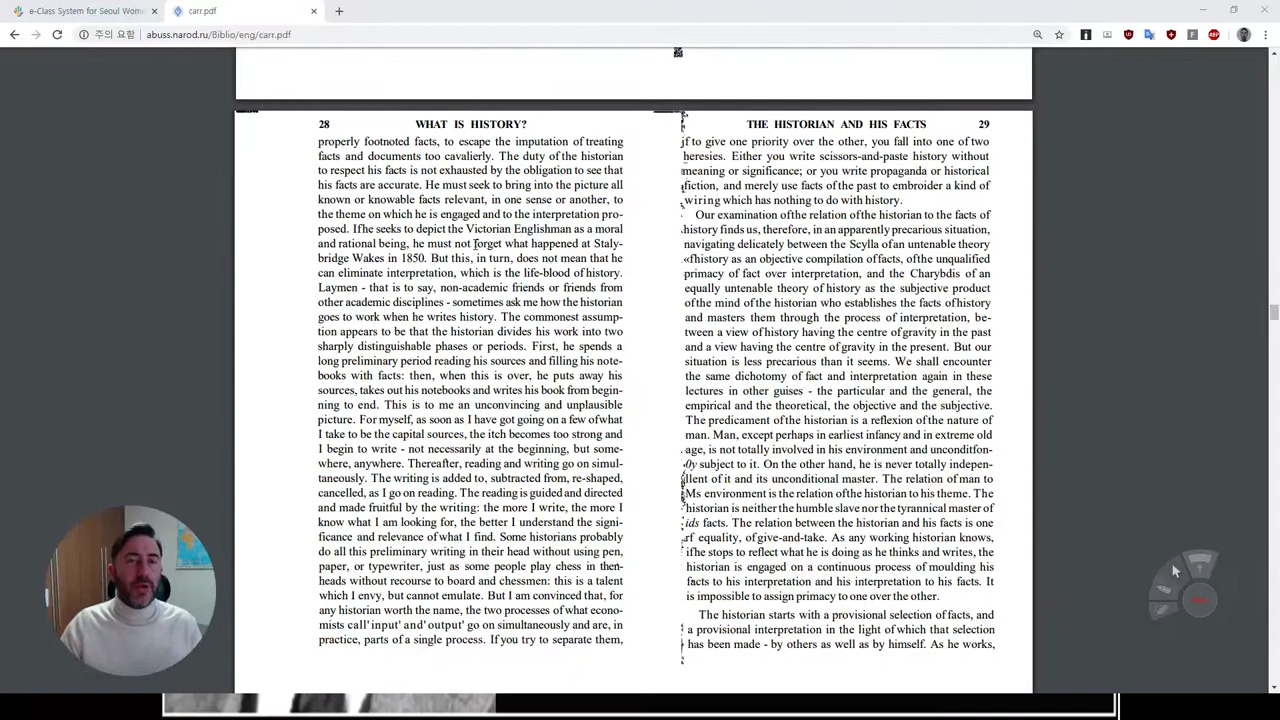 e-Class System for Seoul Wome
carr.pdf
주의 요함
abuss.narod.ru/Biblio/eng/carr.pdf
28 WHAT IS HISTORY?
properly footnoted facts, to escape the imputation of treating
facts and documents too cavalierly. The duty of the historian
to respect his facts is not exhausted by the obligation to see that
his facts are accurate. He must seek to bring into the picture all
known or knowable facts relevant, in one sense or another, to
the theme on which he is engaged and to the interpretation pro-
posed. Ifhe seeks to depict the Victorian Englishman as a moral
and rational being, he must not forget what happened at Staly-
bridge Wakes in 1850. But this, in turn, does not mean that he
can eliminate interpretation, which is the life-blood of history.
Laymen - that is to say, non-academic friends or friends from
other academic disciplines - sometimes ask me how the historian
goes to work when he writes history. The commonest assump-
tion appears to be that the historian divides his work into two
sharply distinguishable phases or periods. First, he spends a
long preliminary period reading his sources and filling his note-
books with facts: then, when this is over, he puts away his
sources, takes out his notebooks and writes his book from begin-
ning to end. This is to me an unconvincing and unplausible
picture. For myself, as soon as I have got going on a few ofwhat
I take to be the capital sources, the itch becomes too strong and
I begin to write - not necessarily at the beginning, but some-
where, anywhere. Thereafter, reading and writing go on simul-
taneously. The writing is added to, subtracted from, re-shaped,
cancelled, as I go on reading. The reading is guided and directed
and made fruitful by the writing: the more I write, the more I
know what I am looking for, the better I understand the signi-
ficance and relevance of what I find. Some historians probably
do all this preliminary writing in their head without using pen,
paper, or typewriter, just as some people play chess in then-
heads without recourse to board and chessmen: this is a talent
which I envy, but cannot emulate. But I am convinced that, for
any historian worth the name, the two processes of what econo-
mists call'input' and'output' go on simultaneously and are, in
practice, parts of a single process. If you try to separate them,
THE HISTORIAN AND HIS FACTS 29
jf to give one priority over the other, you fall into one of two
heresies. Either you write scissors-and-paste history without
meaning or significance; or you write propaganda or historical
fiction, and merely use facts of the past to embroider a kind of
wiring which has nothing to do with history.
Our examination ofthe relation of the historian to the facts of
history finds us, therefore, in an apparently precarious situation,
navigating delicately between the Scylla of an untenable theory
«fhistory as an objective compilation of facts, ofthe unqualified
primacy of fact over interpretation, and the Charybdis of an
equally untenable theory of history as the subjective product
of the mind of the historian who establishes the facts of history
and masters them through the process of interpretation, be-
tween a view of history having the centre of gravity in the past
and a view having the centre of gravity in the present. But our
situation is less precarious than it seems. We shall encounter
the same dichotomy of fact and interpretation again in these
lectures in other guises - the particular and the general, the
empirical and the theoretical, the objective and the subjective.
The predicament of the historian is a reflexion of the nature of
man. Man, except perhaps in earliest infancy and in extreme old
age, is not totally involved in his environment and unconditfon-
0y subject to it. On the other hand, he is never totally indepen-
llent of it and its unconditional master. The relation of man to
Ms environment is the relation ofthe historian to his theme. The
historian is neither the humble slave nor the tyrannical master of
ids facts. The relation between the historian and his facts is one
rf equality, of give-and-take. As any working historian knows,
ifhe stops to reflect what he is doing as he thinks and writes, the
historian is engaged on a continuous process of moulding his
facts to his interpretation and his interpretation to his facts. It
is impossible to assign primacy to one over the other.
The historian starts with a provisional selection of facts, and
a provisional interpretation in the light of which that selection
has been made - by others as well as by himself. As he works,